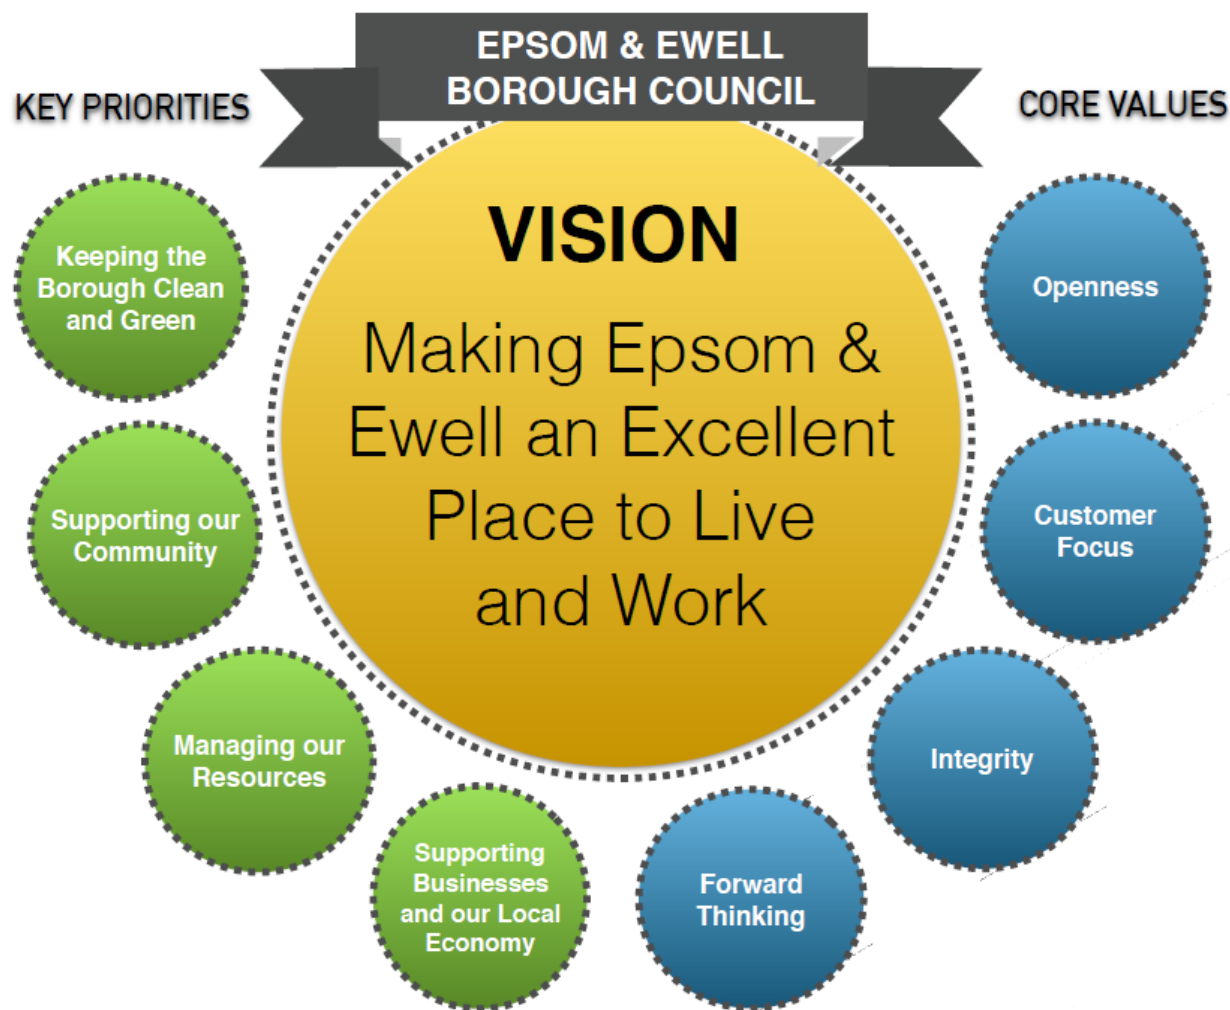 EPSOM & EWELL
BOROUGH COUNCIL
KEY PRIORITIES
CORE VALUES
VISION
Making Epsom &
Ewell an Excellent
Place to Live
and Work
Keeping the
Borough Clean
and Green
Supporting our
Community
Managing our
Resources
Supporting
Businesses
and our Local
Economy
Openness
Customer
Focus
Integrity
Forward
Thinking